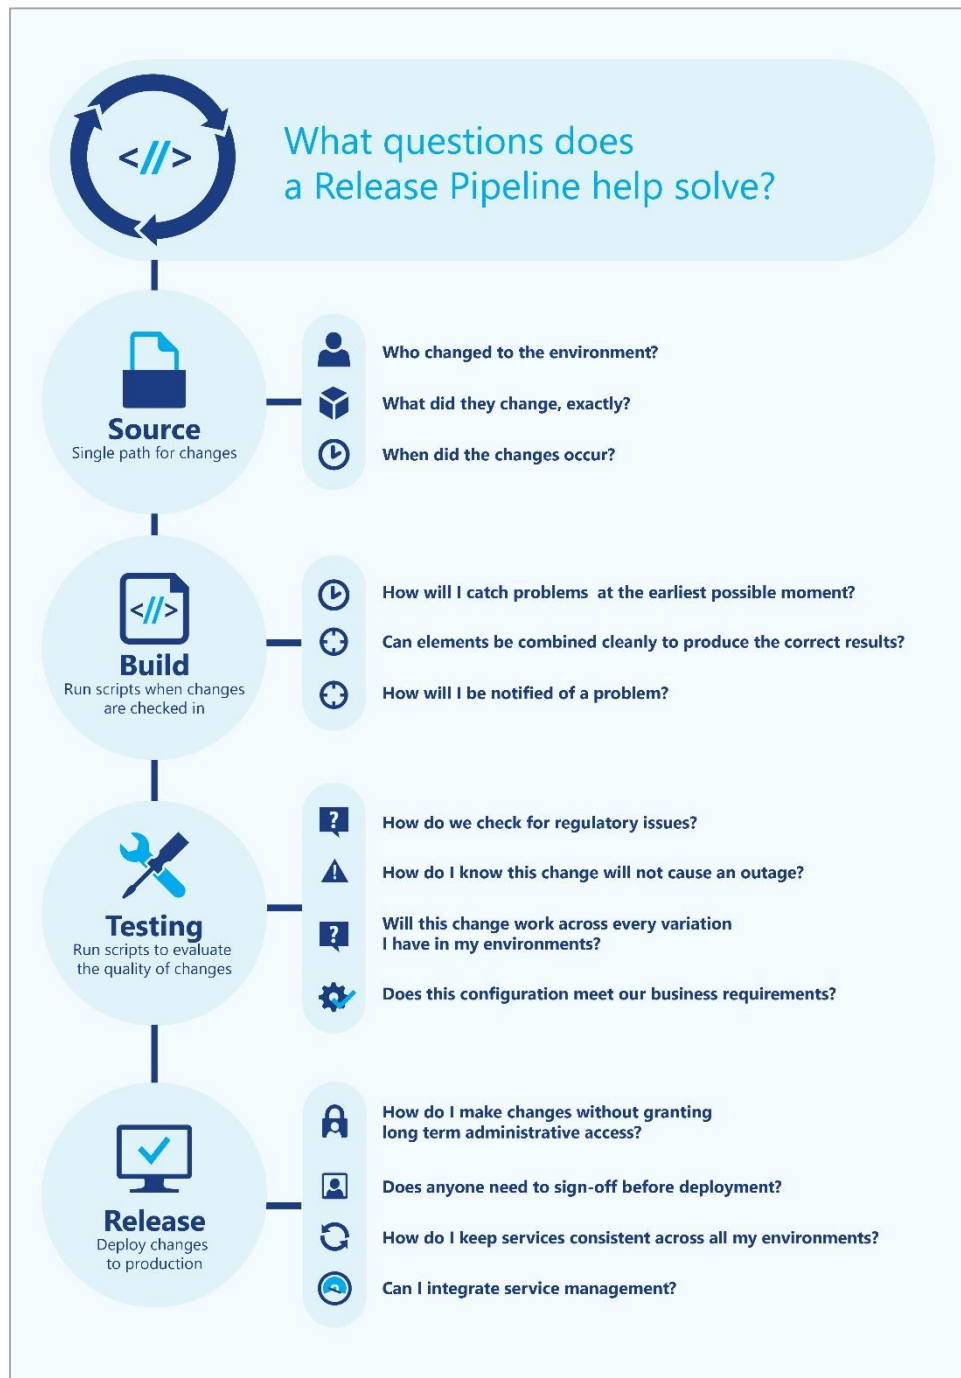 <//>
What questions does
a Release Pipeline help solve?
Source
Single path for changes
Who changed to the environment?
What did they change, exactly?
When did the changes occur?
<//>
Build
Run scripts when changes
are checked in
How will I catch problems  at the earliest possible moment?
Can elements be combined cleanly to produce the correct results?
How will I be notified of a problem?
Testing
Run scripts to evaluate
the quality of changes
?
How do we check for regulatory issues?
!
How do I know this change will not cause an outage?
?
Will this change work across every variation
I have in my environments?
Does this configuration meet our business requirements?
Release
Deploy changes
to production
How do I make changes without granting
long term administrative access?
Does anyone need to sign-off before deployment?
How do I keep services consistent across all my environments?
Can I integrate service management?